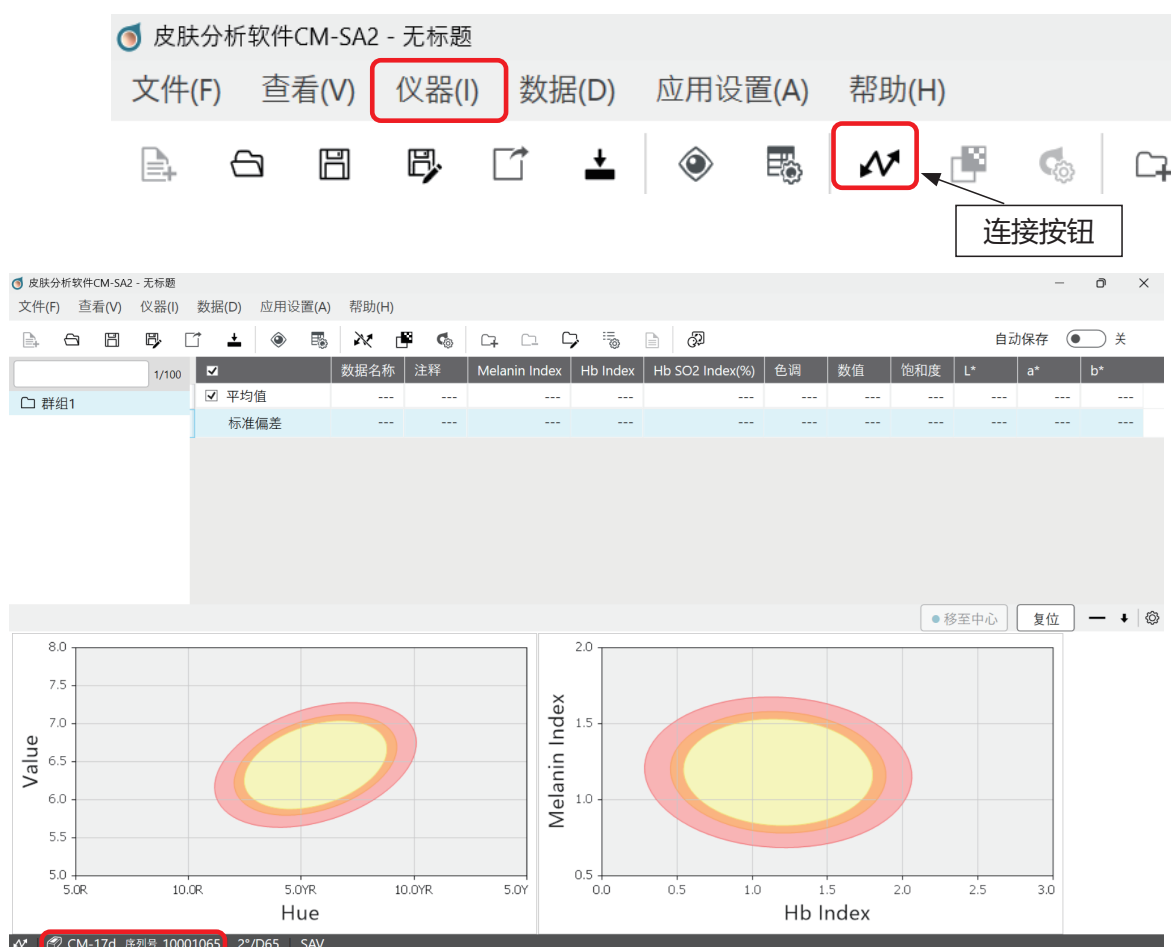 皮肤分析软件CM-SA2 - 无标题
文件(F) 查看(V) 仪器(I) 数据(D) 应用设置(A) 帮助(H)
连接按钮
皮肤分析软件CM-SA2 - 无标题
文件(F) 查看(V) 仪器(I) 数据(D) 应用设置(A) 帮助(H)
自动保存 关
1/100 数据名称 注释 Melanin Index Hb Index Hb SO2 Index(%) 色调 数值 饱和度 L* a* b*
群组1 平均值 --- --- --- --- --- --- --- --- --- --- ---
标准偏差 --- --- --- --- --- --- --- --- --- --- ---
移至中心 复位
8.0
7.5
7.0
6.5
6.0
5.5
5.0
Value
5.0R 10.0R 5.0YR 10.0YR 5.0Y
Hue
2.0
1.5
1.0
0.5
Melanin Index
0.0 0.5 1.0 1.5 2.0 2.5 3.0
Hb Index
CM-17d 序列号 10001065 2°/D65 SAV